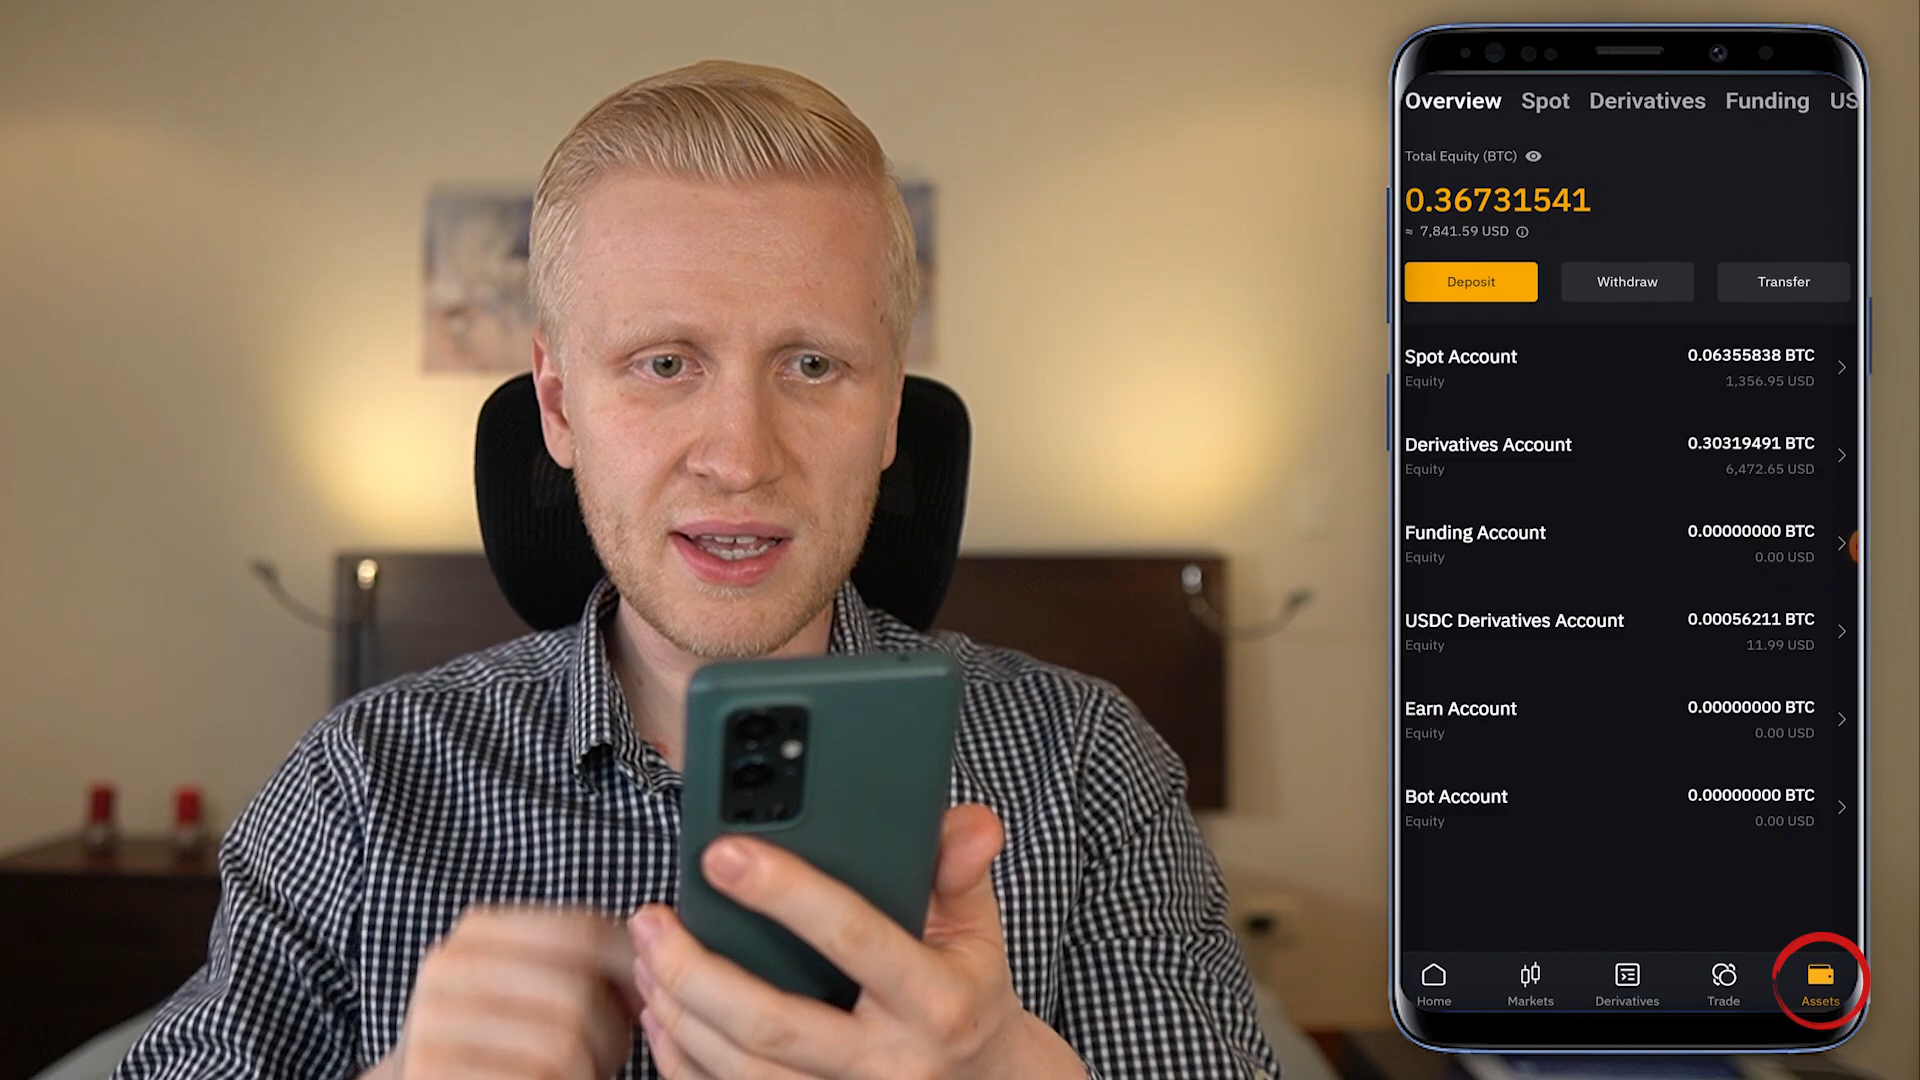 Overview Spot Derivatives Funding US
Total Equity (BTC)
0.36731541
≈ 7,841.59 USD
Deposit Withdraw Transfer
Spot Account 0.06355838 BTC
Equity 1,356.95 USD
Derivatives Account 0.30319491 BTC
Equity 6,472.65 USD
Funding Account 0.00000000 BTC
Equity 0.00 USD
USDC Derivatives Account 0.00056211 BTC
Equity 11.99 USD
Earn Account 0.00000000 BTC
Equity 0.00 USD
Bot Account 0.00000000 BTC
Equity 0.00 USD
Home Markets Derivatives Trade Assets